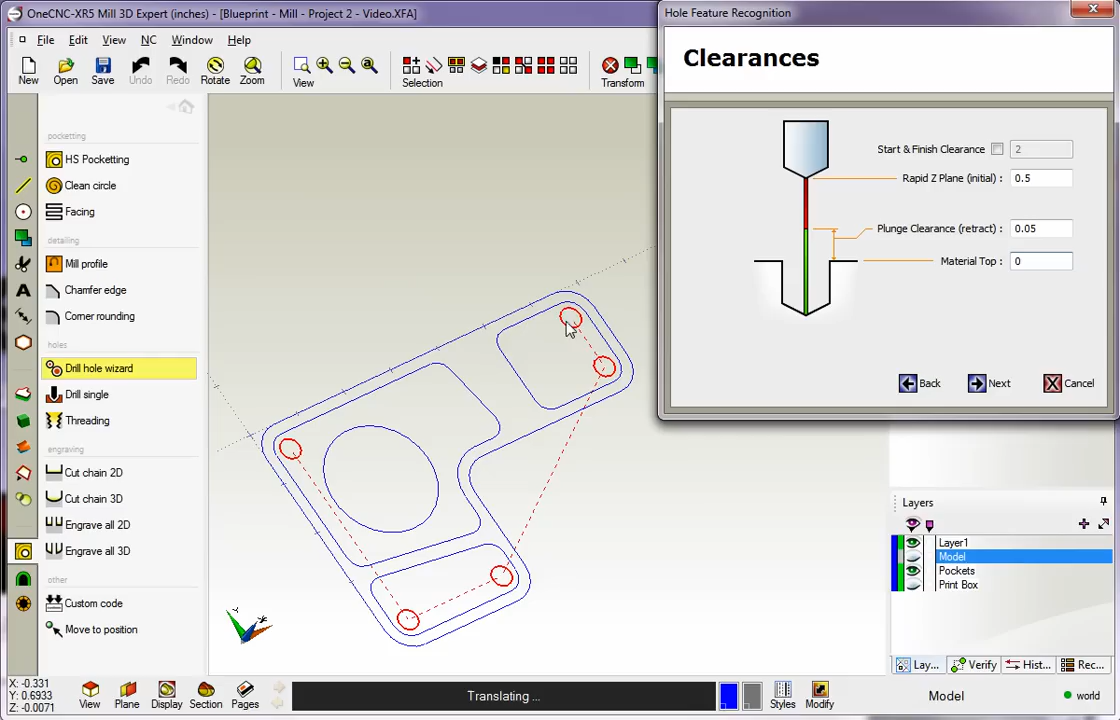 OneCNC-XR5 Mill 3D Expert (inches) - [Blueprint - Mill - Project 2 - Video.XFA]
File Edit View NC Window Help
New Open Save Undo Redo Rotate Zoom View Selection Transform
pocketting
HS Pocketting
Clean circle
Facing
detailing
Mill profile
Chamfer edge
Corner rounding
holes
Drill hole wizard
Drill single
Threading
engraving
Cut chain 2D
Cut chain 3D
Engrave all 2D
Engrave all 3D
other
Custom code
Move to position
Hole Feature Recognition
Clearances
Start & Finish Clearance 2
Rapid Z Plane (initial) : 0.5
Plunge Clearance (retract) : 0.05
Material Top : 0
Back Next Cancel
Layers
Layer1
Model
Pockets
Print Box
Lay... Verify Hist... Rec...
X: -0.331
Y: 0.6933
Z: -0.0071
View Plane Display Section Pages
Translating ...
Styles Modify
Model
world